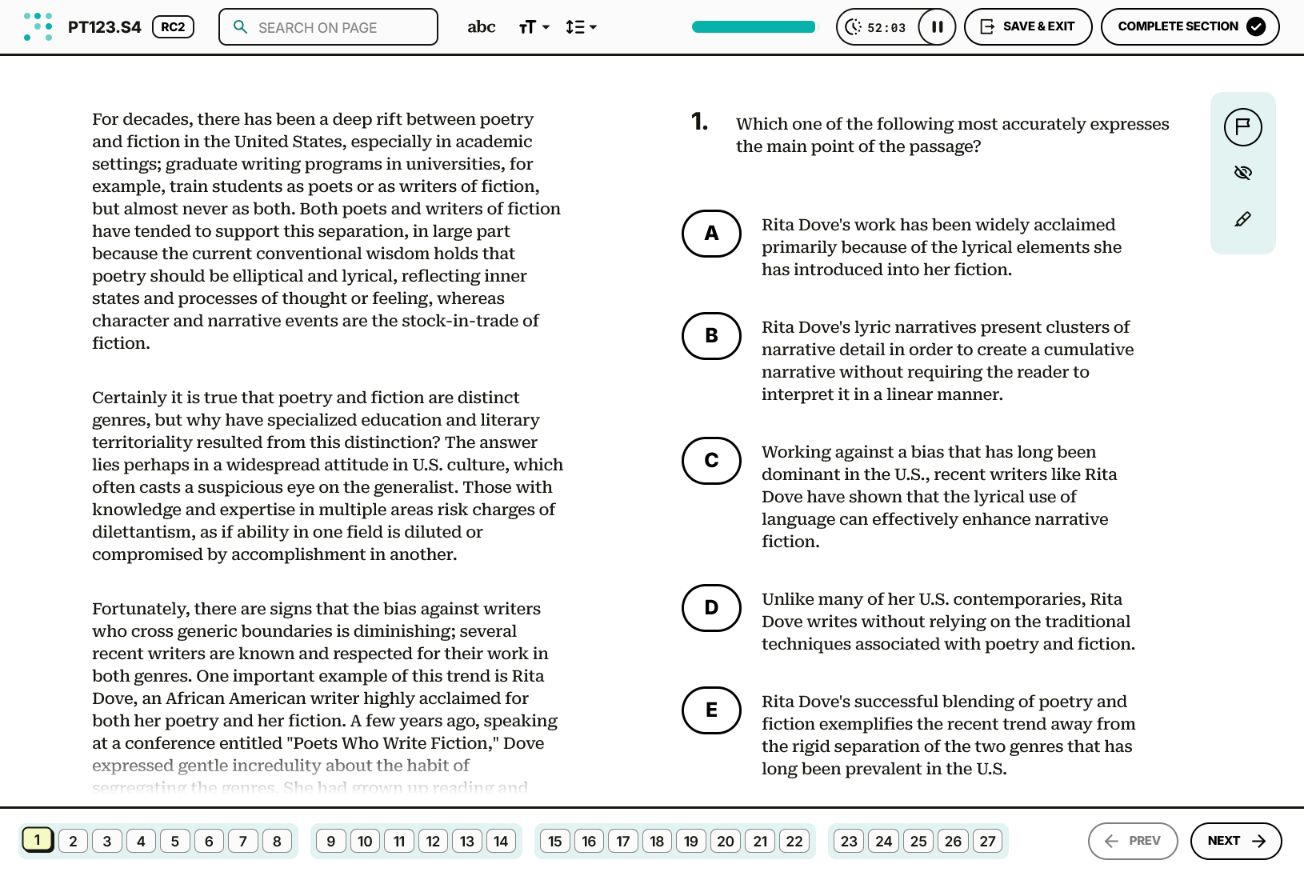 PT123.S4 RC2 SEARCH ON PAGE abc TT 52:03 SAVE & EXIT COMPLETE SECTION
For decades, there has been a deep rift between poetry
and fiction in the United States, especially in academic
settings; graduate writing programs in universities, for
example, train students as poets or as writers of fiction,
but almost never as both. Both poets and writers of fiction
have tended to support this separation, in large part
because the current conventional wisdom holds that
poetry should be elliptical and lyrical, reflecting inner
states and processes of thought or feeling, whereas
character and narrative events are the stock-in-trade of
fiction.
Certainly it is true that poetry and fiction are distinct
genres, but why have specialized education and literary
territoriality resulted from this distinction? The answer
lies perhaps in a widespread attitude in U.S. culture, which
often casts a suspicious eye on the generalist. Those with
knowledge and expertise in multiple areas risk charges of
dilettantism, as if ability in one field is diluted or
compromised by accomplishment in another.
Fortunately, there are signs that the bias against writers
who cross generic boundaries is diminishing; several
recent writers are known and respected for their work in
both genres. One important example of this trend is Rita
Dove, an African American writer highly acclaimed for
both her poetry and her fiction. A few years ago, speaking
at a conference entitled "Poets Who Write Fiction," Dove
expressed gentle incredulity about the habit of
segregating the genres. She had grown up reading and
1. Which one of the following most accurately expresses
the main point of the passage?
A Rita Dove's work has been widely acclaimed
primarily because of the lyrical elements she
has introduced into her fiction.
B Rita Dove's lyric narratives present clusters of
narrative detail in order to create a cumulative
narrative without requiring the reader to
interpret it in a linear manner.
C Working against a bias that has long been
dominant in the U.S., recent writers like Rita
Dove have shown that the lyrical use of
language can effectively enhance narrative
fiction.
D Unlike many of her U.S. contemporaries, Rita
Dove writes without relying on the traditional
techniques associated with poetry and fiction.
E Rita Dove's successful blending of poetry and
fiction exemplifies the recent trend away from
the rigid separation of the two genres that has
long been prevalent in the U.S.
1 2 3 4 5 6 7 8 9 10 11 12 13 14 15 16 17 18 19 20 21 22 23 24 25 26 27 PREV NEXT